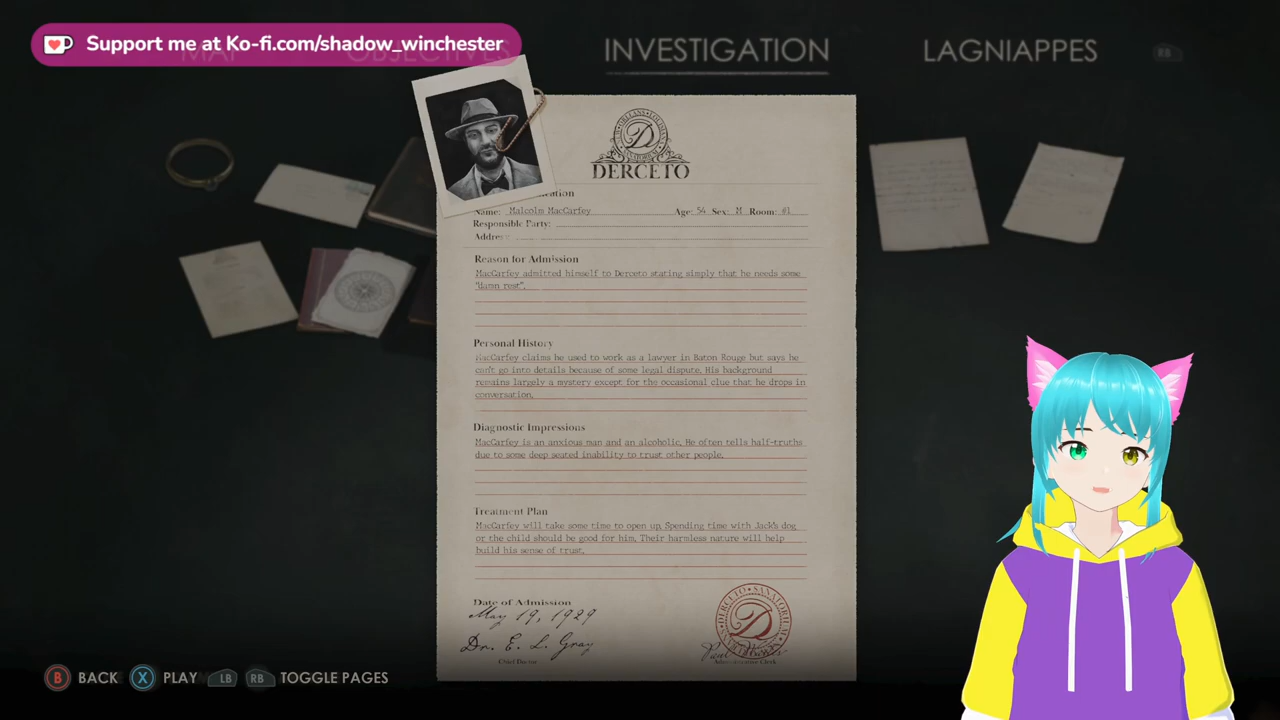 Support me at Ko-fi.com/shadow_winchester
INVESTIGATION
LAGNIAPPES
RB
DERCETO
Name: Malcolm MacCarfey Age: 54 Sex: M Room: #1
Responsible Party:
Reason for Admission
MacCarfey admitted himself to Derceto stating simply that he needs some
"damn rest".
Personal History
MacCarfey claims he used to work as a lawyer in Baton Rouge but says he
can't go into details because of some legal dispute. His background
remains largely a mystery except for the occasional clue that he drops in
conversation.
Diagnostic Impressions
MacCarfey is an anxious man and an alcoholic. He often tells half-truths
due to some deep seated inability to trust other people.
Treatment Plan
MacCarfey will take some time to open up. Spending time with Jack's dog
or the child should be good for him. Their harmless nature will help
build his sense of trust.
Date of Admission
May 19, 1929
DERCETO SANATORIUM
Dr. E. L. Gray
Chief Doctor
B BACK X PLAY LB RB TOGGLE PAGES